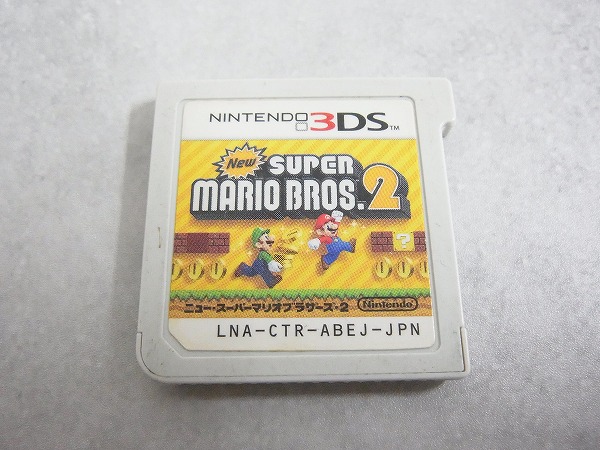 NINTENDO 3DS™
New
SUPER
MARIO BROS. 2
?
ニュー・スーパーマリオブラザーズ・2
Nintendo
LNA-CTR-ABEJ-JPN